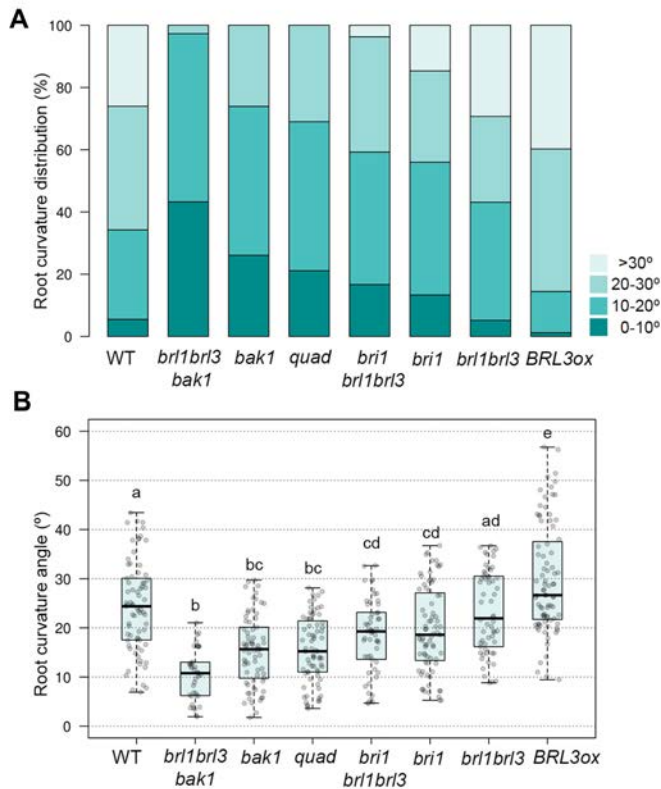 A
Root curvature distribution (%)
100
80
60
40
20
0
>30º
20-30º
10-20º
0-10º
WT
brl1brl3
bak1
bak1
quad
bri1
brl1brl3
bri1
brl1brl3
BRL3ox
B
Root curvature angle (º)
60
50
40
30
20
10
0
a
b
bc
bc
cd
cd
ad
e
WT
brl1brl3
bak1
bak1
quad
bri1
brl1brl3
bri1
brl1brl3
BRL3ox